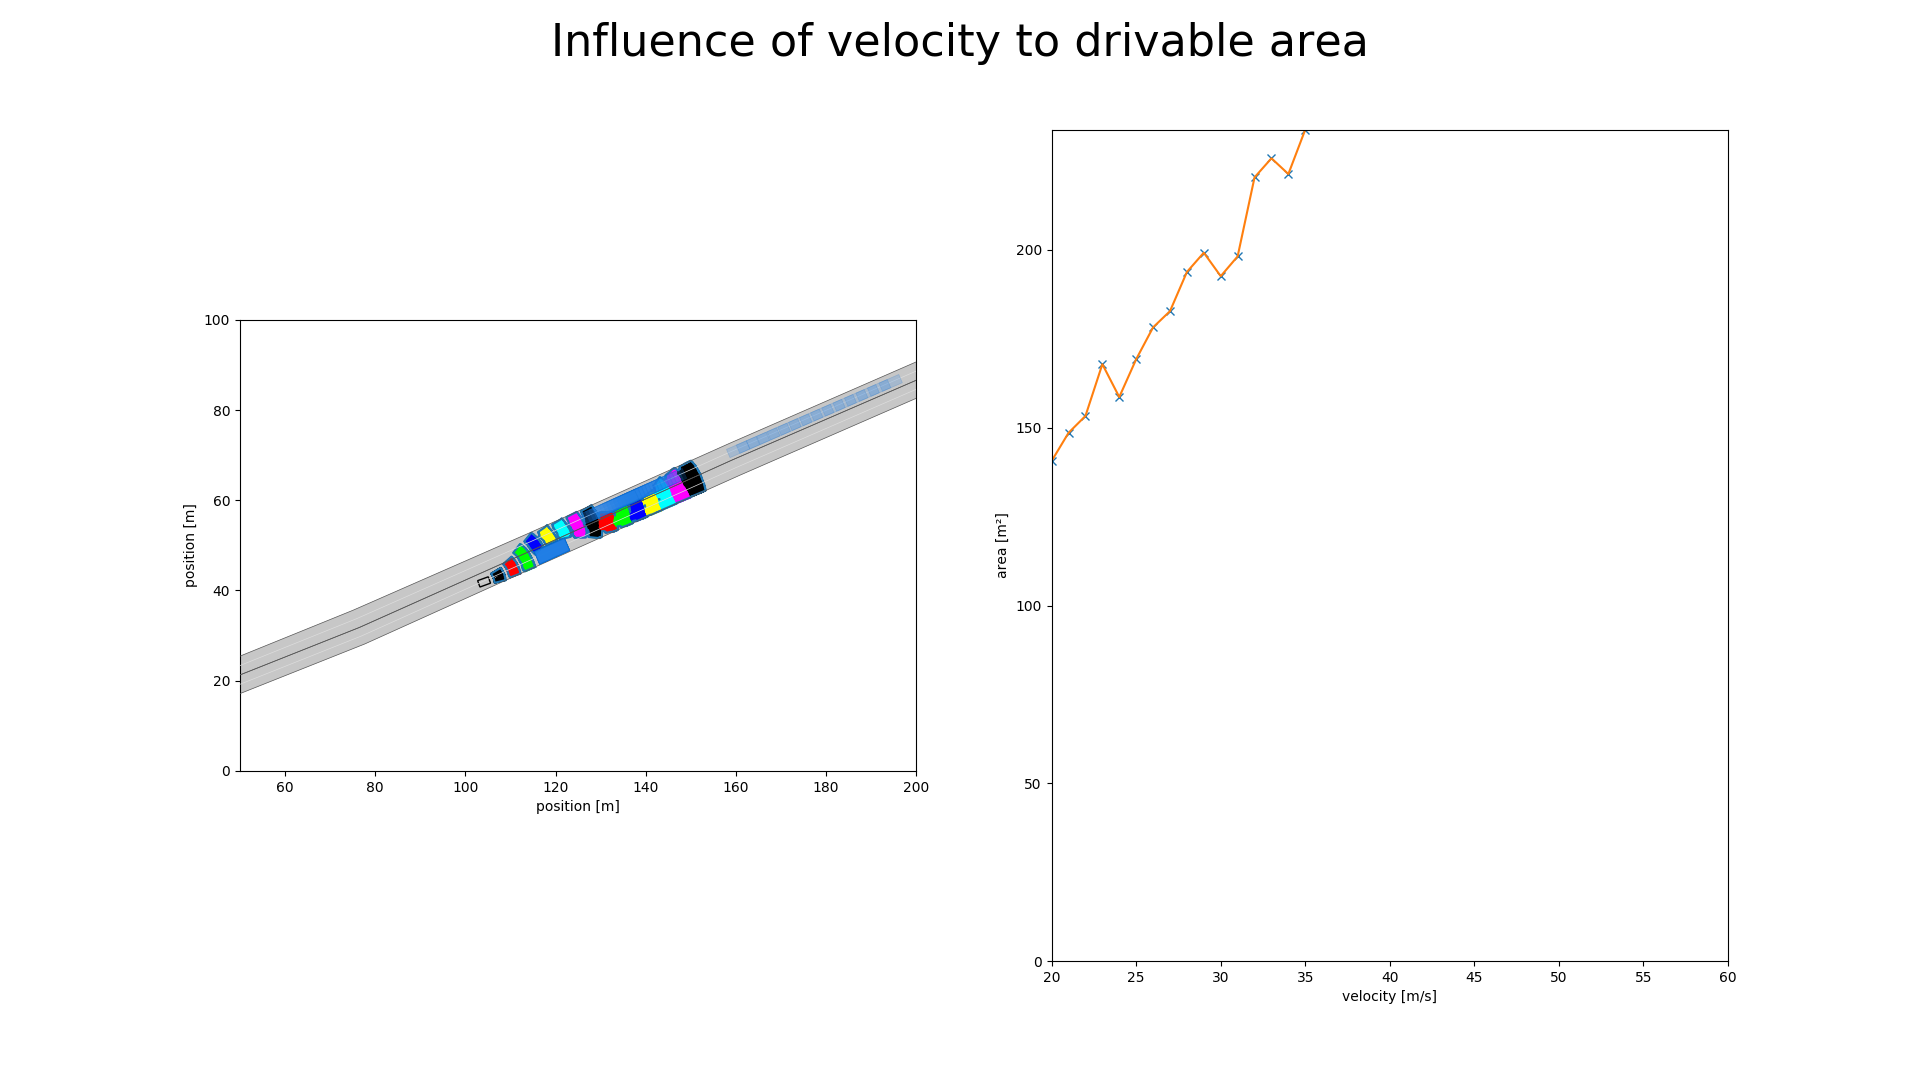 Influence of velocity to drivable area
100
80
60
40
20
0
position [m]
60 80 100 120 140 160 180 200
position [m]
200
150
100
50
0
area [m²]
20 25 30 35 40 45 50 55 60
velocity [m/s]